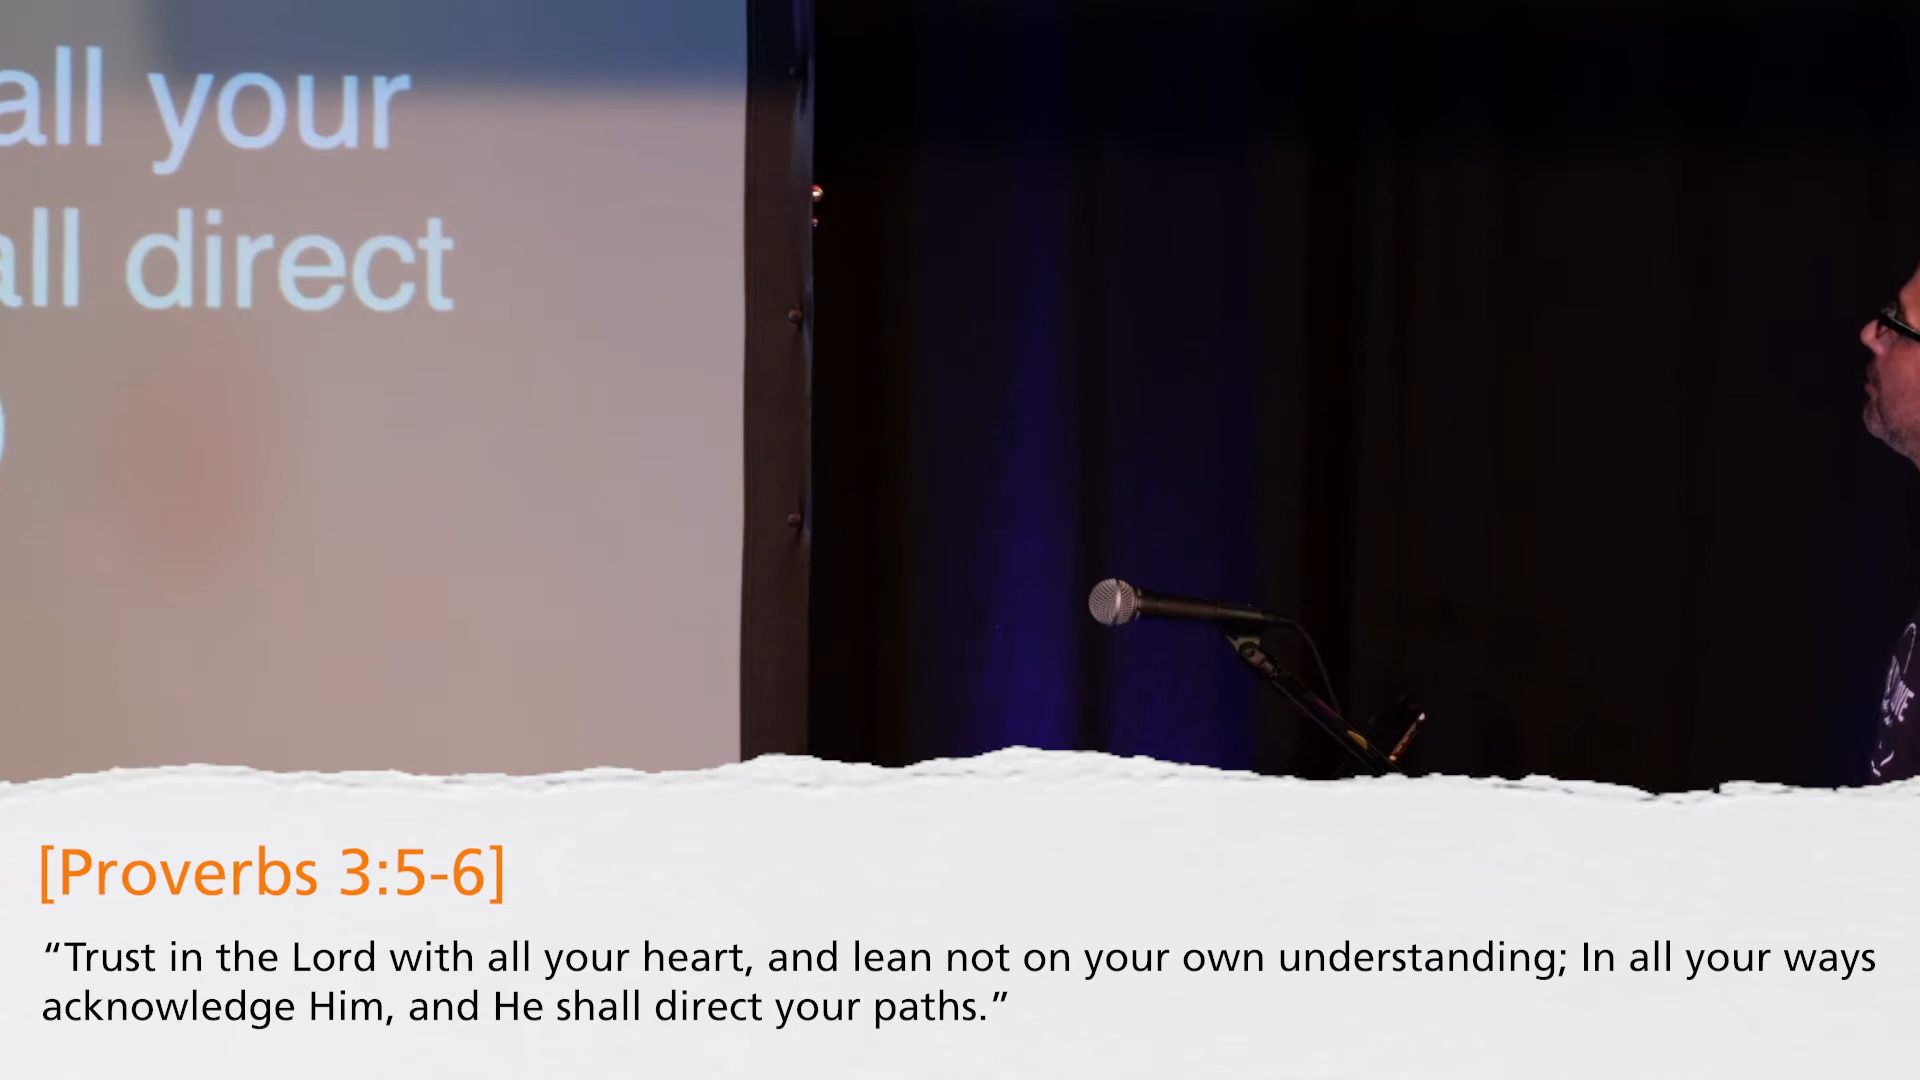 all your
all direct
[Proverbs 3:5-6]
“Trust in the Lord with all your heart, and lean not on your own understanding; In all your ways
acknowledge Him, and He shall direct your paths.”